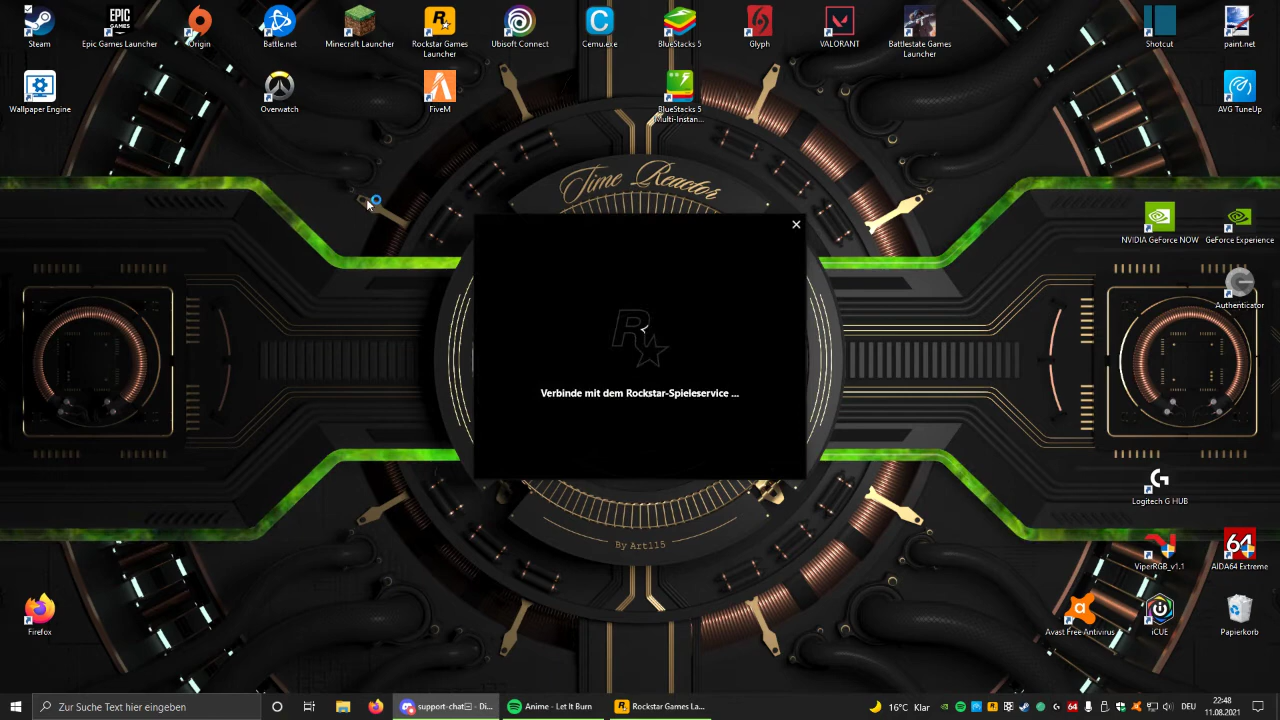 Steam
Epic Games Launcher
Origin
Battle.net
Minecraft Launcher
Rockstar Games
Launcher
Ubisoft Connect
Cemu.exe
BlueStacks 5
Glyph
VALORANT
Battlestate Games
Launcher
Shotcut
paint.net
Wallpaper Engine
Overwatch
FiveM
BlueStacks 5
Multi-Instan...
AVG TuneUp
Time Reactor
NVIDIA GeForce NOW
GeForce Experience
Authenticator
Verbinde mit dem Rockstar-Spieleservice ...
Logitech G HUB
By Art115
ViperRGB_v1.1
AIDA64 Extreme
Firefox
Avast Free Antivirus
iCUE
Papierkorb
Zur Suche Text hier eingeben
support-chat - Di...
Anime - Let It Burn
Rockstar Games La...
16°C Klar
64
DEU
22:48
11.08.2021